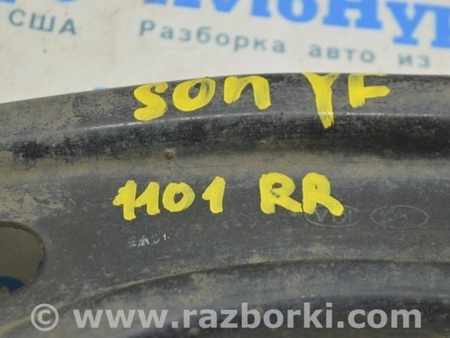 США Разборка авто из
son YF
1101 RR
www.razborki.com